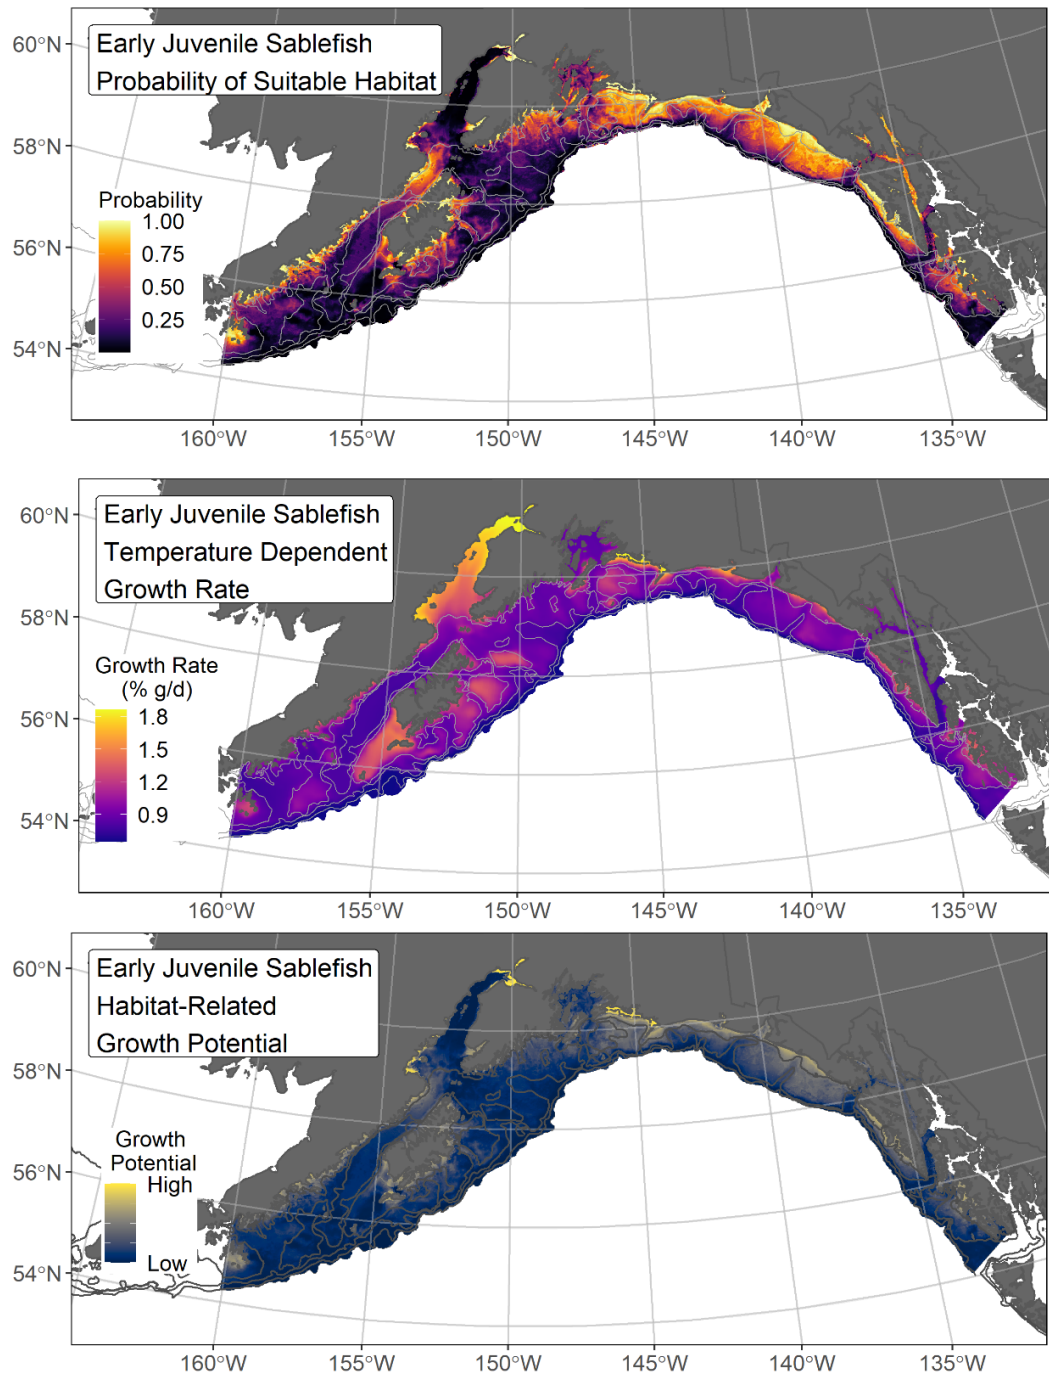 Early Juvenile Sablefish
Probability of Suitable Habitat
60°N
58°N
56°N
54°N
Probability
1.00
0.75
0.50
0.25
160°W 155°W 150°W 145°W 140°W 135°W
Early Juvenile Sablefish
Temperature Dependent
Growth Rate
60°N
58°N
56°N
54°N
Growth Rate
(% g/d)
1.8
1.5
1.2
0.9
160°W 155°W 150°W 145°W 140°W 135°W
Early Juvenile Sablefish
Habitat-Related
Growth Potential
60°N
58°N
56°N
54°N
Growth
Potential
High
Low
160°W 155°W 150°W 145°W 140°W 135°W